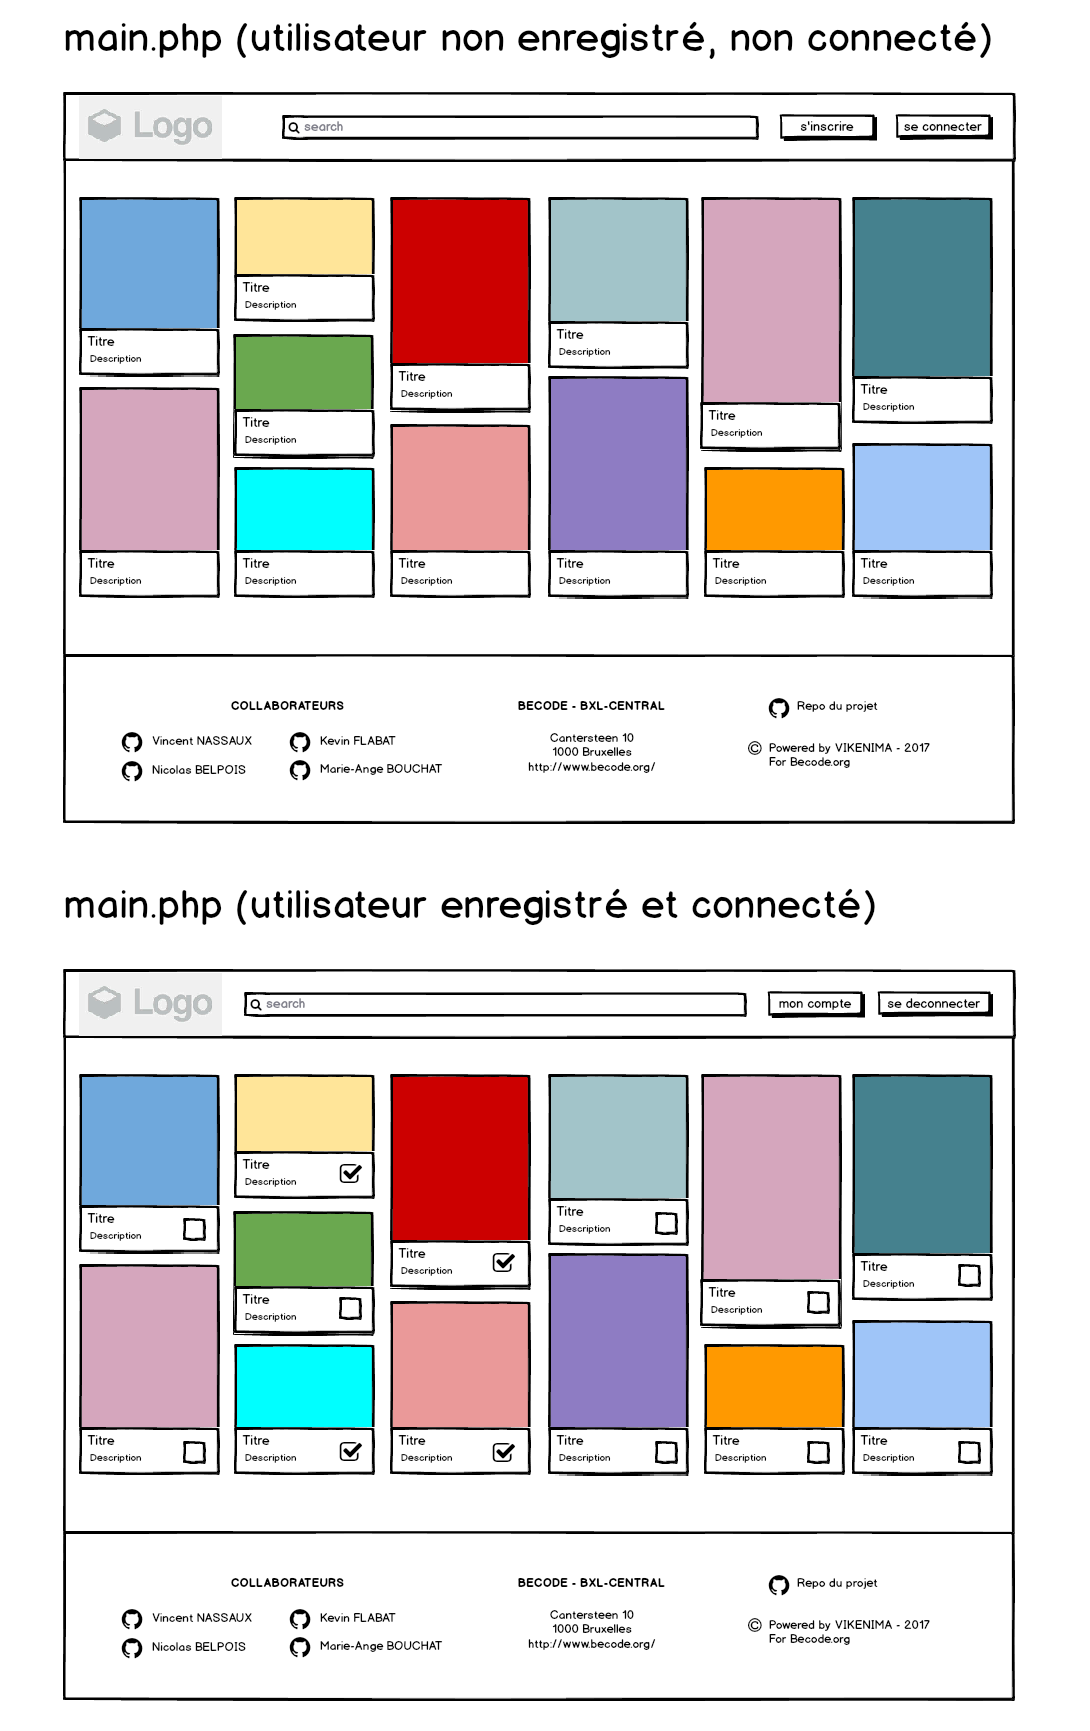 main.php (utilisateur non enregistré, non connecté)
Logo
search
s'inscrire
se connecter
Titre
Description
Titre
Description
Titre
Description
Titre
Description
Titre
Description
Titre
Description
Titre
Description
Titre
Description
Titre
Description
Titre
Description
Titre
Description
Titre
Description
Titre
Description
COLLABORATEURS
Vincent NASSAUX
Kevin FLABAT
Nicolas BELPOIS
Marie-Ange BOUCHAT
BECODE - BXL-CENTRAL
Cantersteen 10
1000 Bruxelles
http://www.becode.org/
Repo du projet
© Powered by VIKENIMA - 2017
For Becode.org
main.php (utilisateur enregistré et connecté)
Logo
search
mon compte
se deconnecter
Titre
Description
Titre
Description
Titre
Description
Titre
Description
Titre
Description
Titre
Description
Titre
Description
Titre
Description
Titre
Description
Titre
Description
Titre
Description
Titre
Description
Titre
Description
COLLABORATEURS
Vincent NASSAUX
Kevin FLABAT
Nicolas BELPOIS
Marie-Ange BOUCHAT
BECODE - BXL-CENTRAL
Cantersteen 10
1000 Bruxelles
http://www.becode.org/
Repo du projet
© Powered by VIKENIMA - 2017
For Becode.org